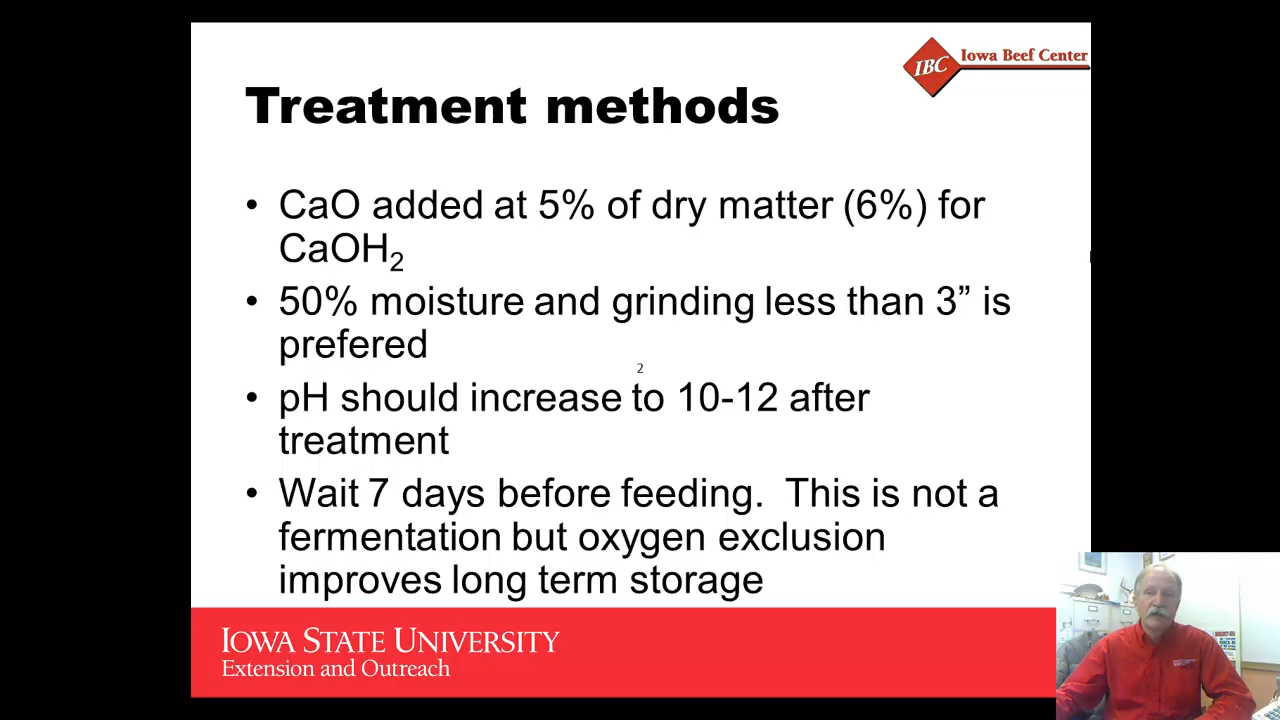 IBC Iowa Beef Center
Treatment methods
• CaO added at 5% of dry matter (6%) for
CaOH2
• 50% moisture and grinding less than 3” is
prefered
2
• pH should increase to 10-12 after
treatment
• Wait 7 days before feeding. This is not a
fermentation but oxygen exclusion
improves long term storage
IOWA STATE UNIVERSITY
Extension and Outreach